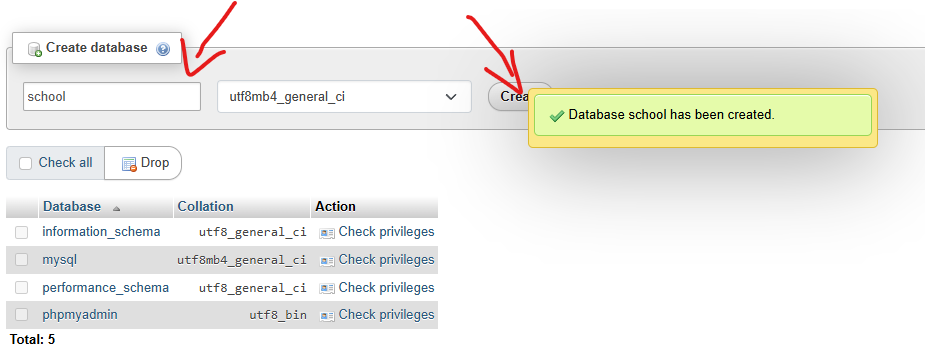 Create database
school utf8mb4_general_ci Crea
Database school has been created.
Check all Drop
Database Collation Action
information_schema utf8_general_ci Check privileges
mysql utf8mb4_general_ci Check privileges
performance_schema utf8_general_ci Check privileges
phpmyadmin utf8_bin Check privileges
Total: 5